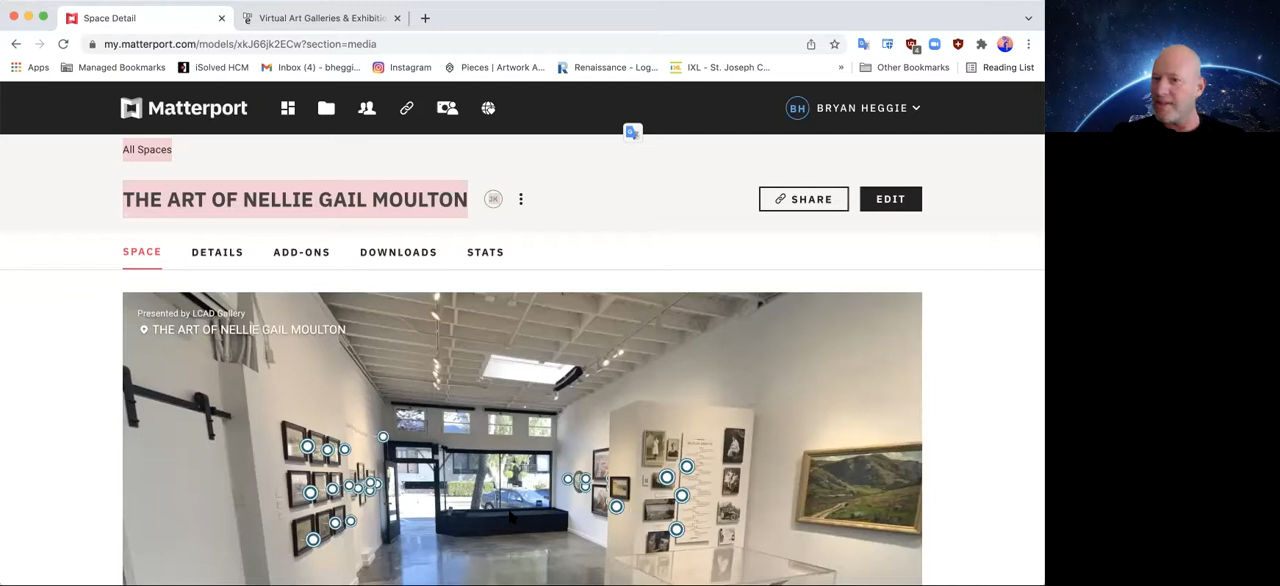 Space Detail
Virtual Art Galleries & Exhibitio
my.matterport.com/models/xkJ66jk2ECw?section=media
4
Apps
Managed Bookmarks
iSolved HCM
Inbox (4) - bheggi...
Instagram
Pieces | Artwork A...
Renaissance - Log...
IXL - St. Joseph C...
»
Other Bookmarks
Reading List
Matterport
BH
BRYAN HEGGIE
All Spaces
THE ART OF NELLIE GAIL MOULTON
JK
SHARE
EDIT
SPACE
DETAILS
ADD-ONS
DOWNLOADS
STATS
Presented by LCAD Gallery
THE ART OF NELLIE GAIL MOULTON